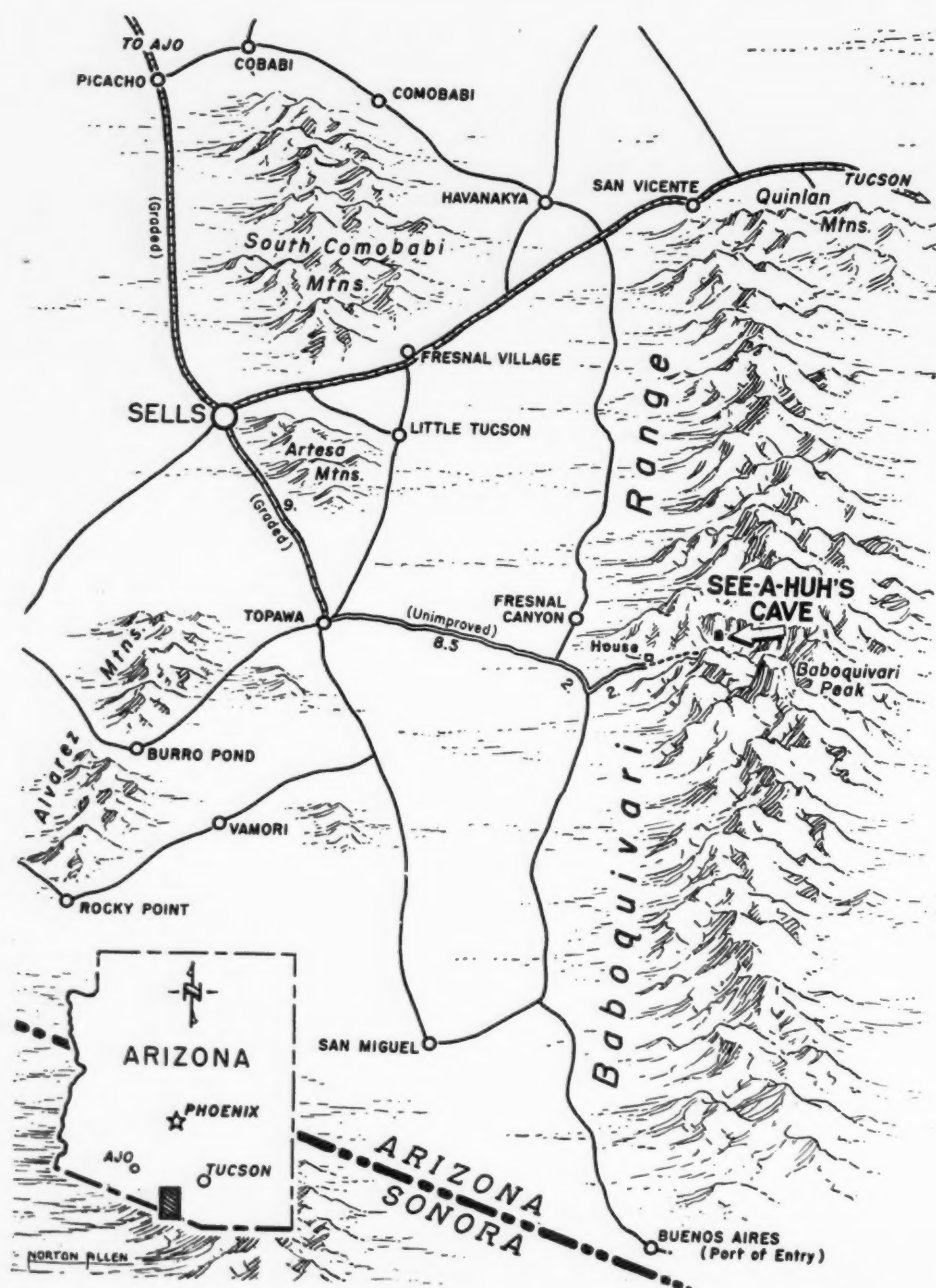 TO AJO
COBABI
PICACHO
COMOBABI
HAVANAKYA
SAN VICENTE
TUCSON
Quinlan
Mtns.
(Graded)
South Comobabi
Mtns.
FRESNAL VILLAGE
SELLS
LITTLE TUCSON
Artesa
Mtns.
9.
(Graded)
Baboquivari Range
SEE-A-HUH'S
CAVE
FRESNAL
CANYON
TOPAWA
(Unimproved)
8.5
House
2
2
Baboquivari
Peak
Alvarez Mtns.
BURRO POND
VAMORI
ROCKY POINT
SAN MIGUEL
N
ARIZONA
PHOENIX
AJO
TUCSON
ARIZONA
SONORA
BUENOS AIRES
(Port of Entry)
NORTON ALLEN